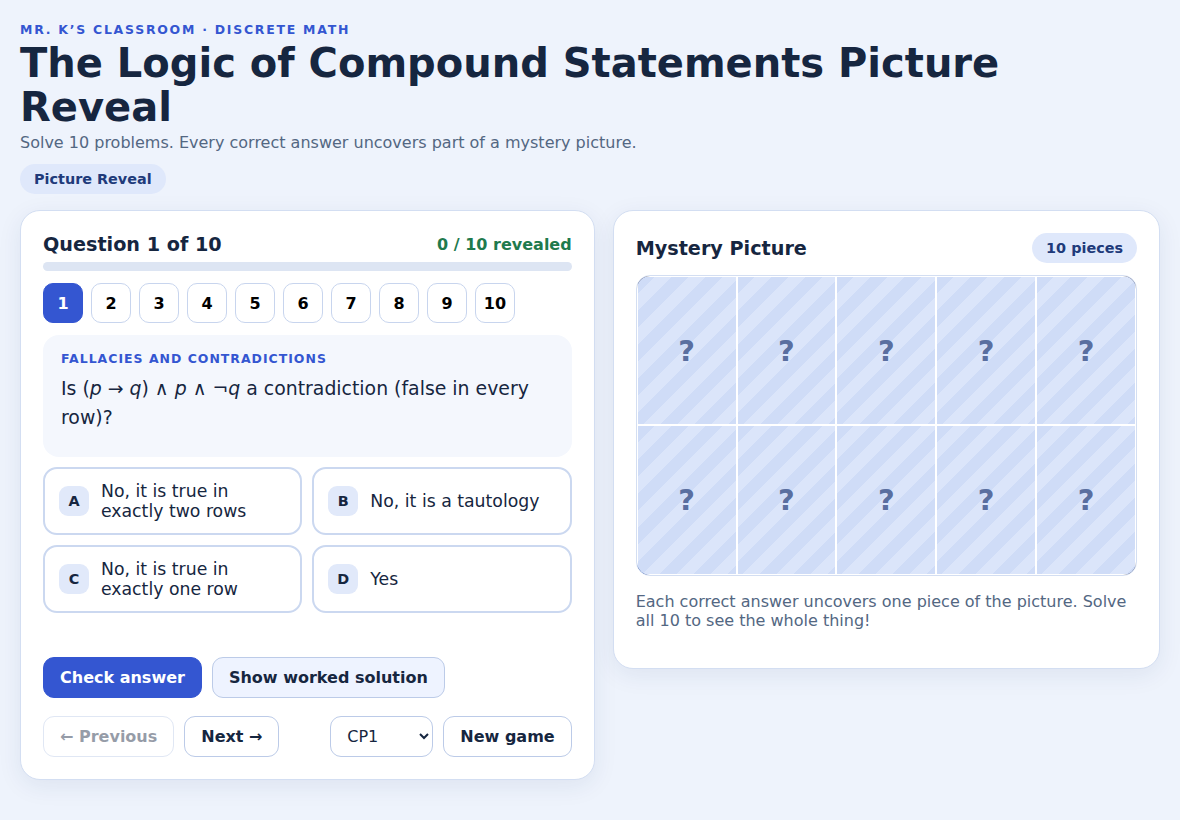 MR. K’S CLASSROOM · DISCRETE MATH
The Logic of Compound Statements Picture
Reveal
Solve 10 problems. Every correct answer uncovers part of a mystery picture.
Picture Reveal
Question 1 of 10
0 / 10 revealed
1 2 3 4 5 6 7 8 9 10
FALLACIES AND CONTRADICTIONS
Is (p → q) ∧ p ∧ ¬q a contradiction (false in every
row)?
A No, it is true in
exactly two rows
B No, it is a tautology
C No, it is true in
exactly one row
D Yes
Check answer
Show worked solution
← Previous
Next →
CP1
New game
Mystery Picture
10 pieces
? ? ? ? ?
? ? ? ? ?
Each correct answer uncovers one piece of the picture. Solve
all 10 to see the whole thing!